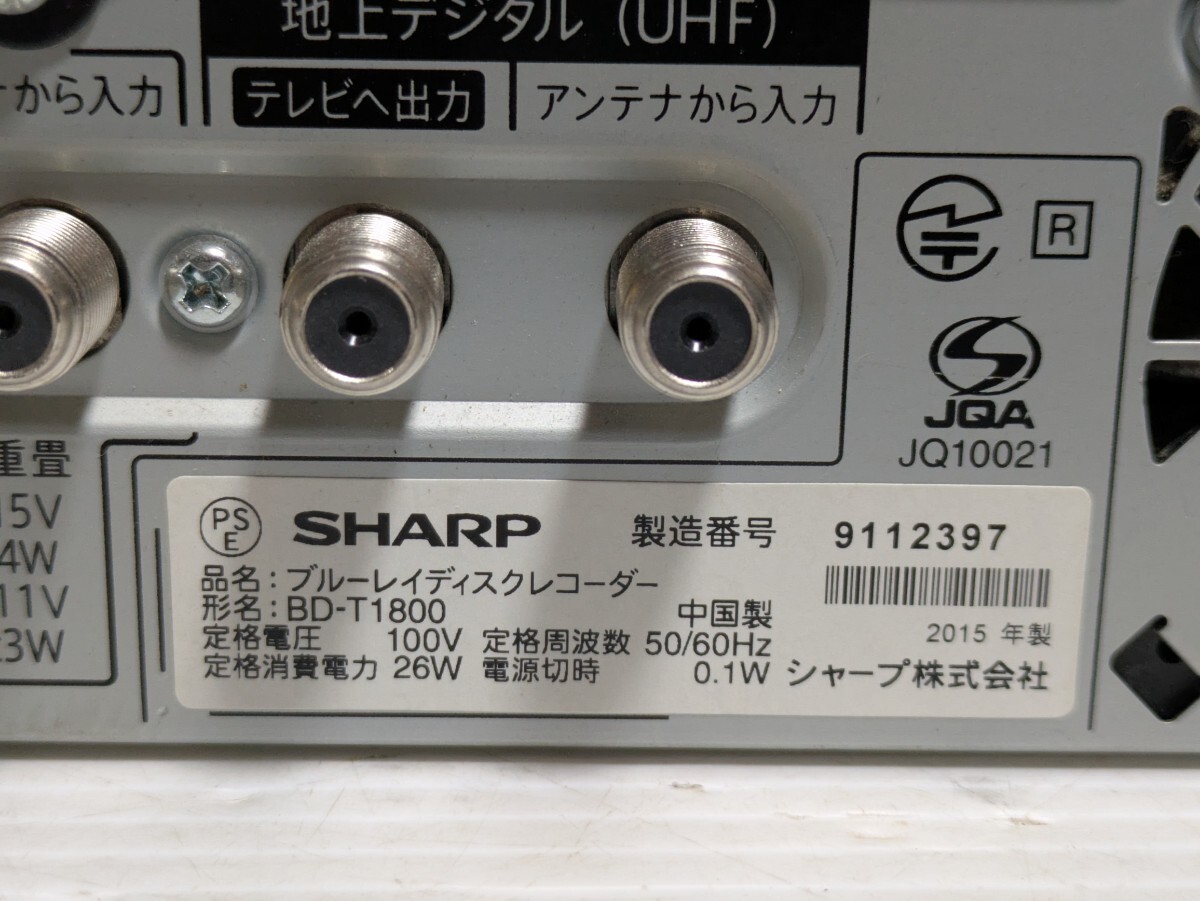 地上デジタル (UHF)
から入力
テレビへ出力
アンテナから入力
R
JQA
JQ10021
重畳
15V
4W
11V
23W
PS
E
SHARP 製造番号 9112397
品名：ブルーレイディスクレコーダー
形名：BD-T1800 中国製
定格電圧 100V 定格周波数 50/60Hz 2015 年製
定格消費電力 26W 電源切時 0.1W シャープ株式会社